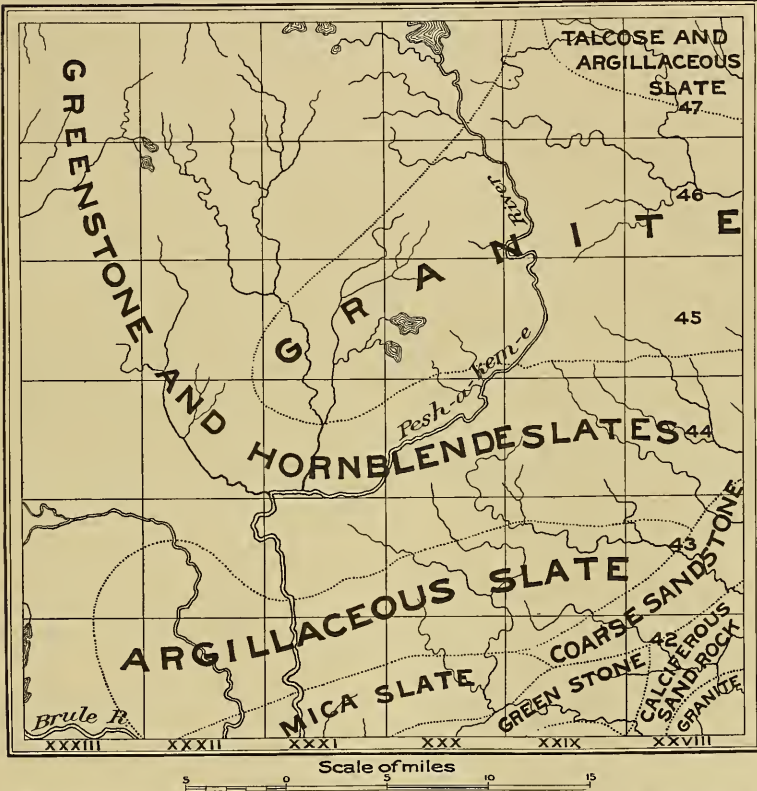 TALCOSE AND
ARGILLACEOUS
SLATE
47
GREENSTONE AND HORNBLENDE SLATES
46
River
GRANITE
45
Pesh-a-kem-e
44
43
ARGILLACEOUS SLATE
COARSE SANDSTONE
42
MICA SLATE
GREEN STONE
CALCIFEROUS
SAND ROCK
GRANITE
Brule R.
XXXIII XXXII XXXI XXX XXIX XXVIII
Scale of miles
5 0 5 10 15